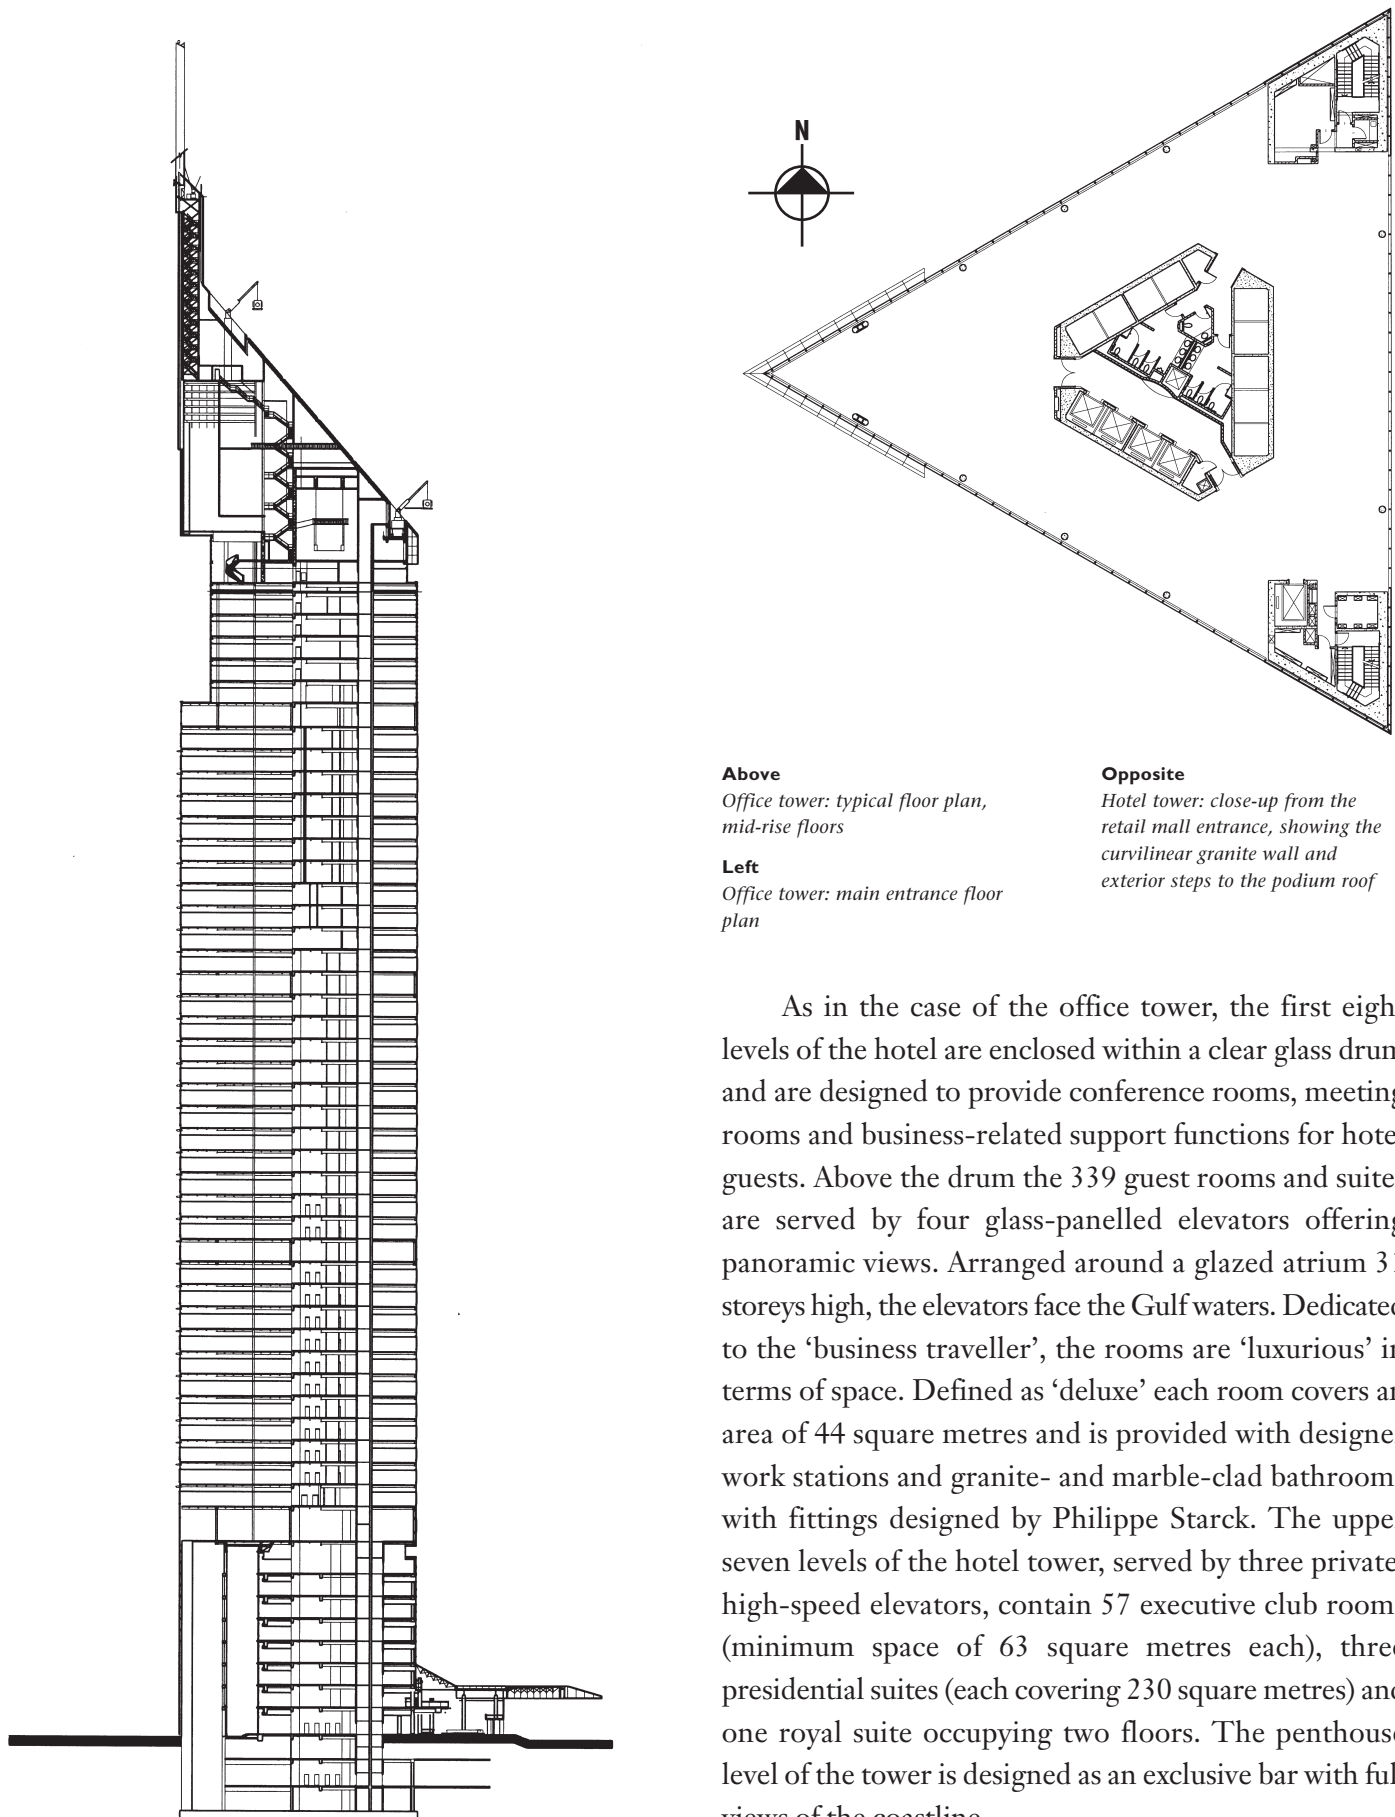 N
Above
Office tower: typical floor plan,
mid-rise floors
Left
Office tower: main entrance floor
plan
Opposite
Hotel tower: close-up from the
retail mall entrance, showing the
curvilinear granite wall and
exterior steps to the podium roof
As in the case of the office tower, the first eigh
levels of the hotel are enclosed within a clear glass drum
and are designed to provide conference rooms, meeting
rooms and business-related support functions for hote
guests. Above the drum the 339 guest rooms and suite
are served by four glass-panelled elevators offering
panoramic views. Arranged around a glazed atrium 31
storeys high, the elevators face the Gulf waters. Dedicated
to the ‘business traveller’, the rooms are ‘luxurious’ in
terms of space. Defined as ‘deluxe’ each room covers an
area of 44 square metres and is provided with designe
work stations and granite- and marble-clad bathroom
with fittings designed by Philippe Starck. The uppe
seven levels of the hotel tower, served by three private
high-speed elevators, contain 57 executive club room
(minimum space of 63 square metres each), three
presidential suites (each covering 230 square metres) and
one royal suite occupying two floors. The penthouse
level of the tower is designed as an exclusive bar with ful
views of the coastline